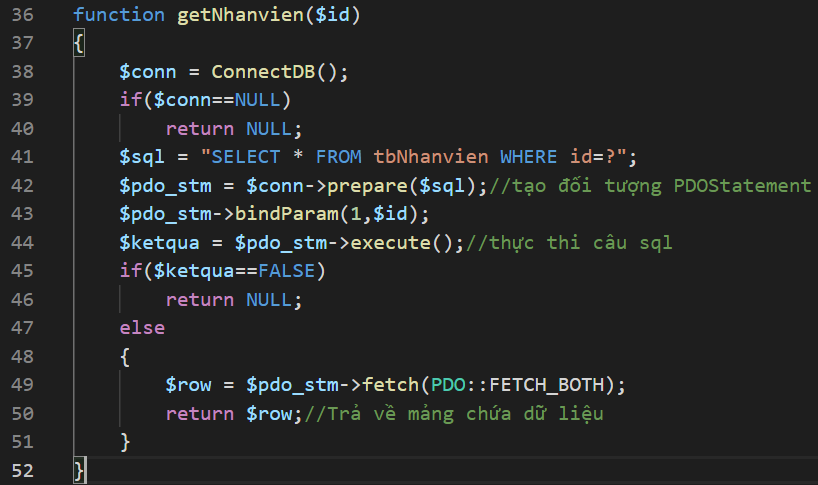 36 function getNhanvien($id)
37 {
38     $conn = ConnectDB();
39     if($conn==NULL)
40         return NULL;
41     $sql = "SELECT * FROM tbNhanvien WHERE id=?";
42     $pdo_stm = $conn->prepare($sql);//tạo đối tượng PDOStatement
43     $pdo_stm->bindParam(1,$id);
44     $ketqua = $pdo_stm->execute();//thực thi câu sql
45     if($ketqua==FALSE)
46         return NULL;
47     else
48     {
49         $row = $pdo_stm->fetch(PDO::FETCH_BOTH);
50         return $row;//Trả về mảng chứa dữ liệu
51     }
52 }